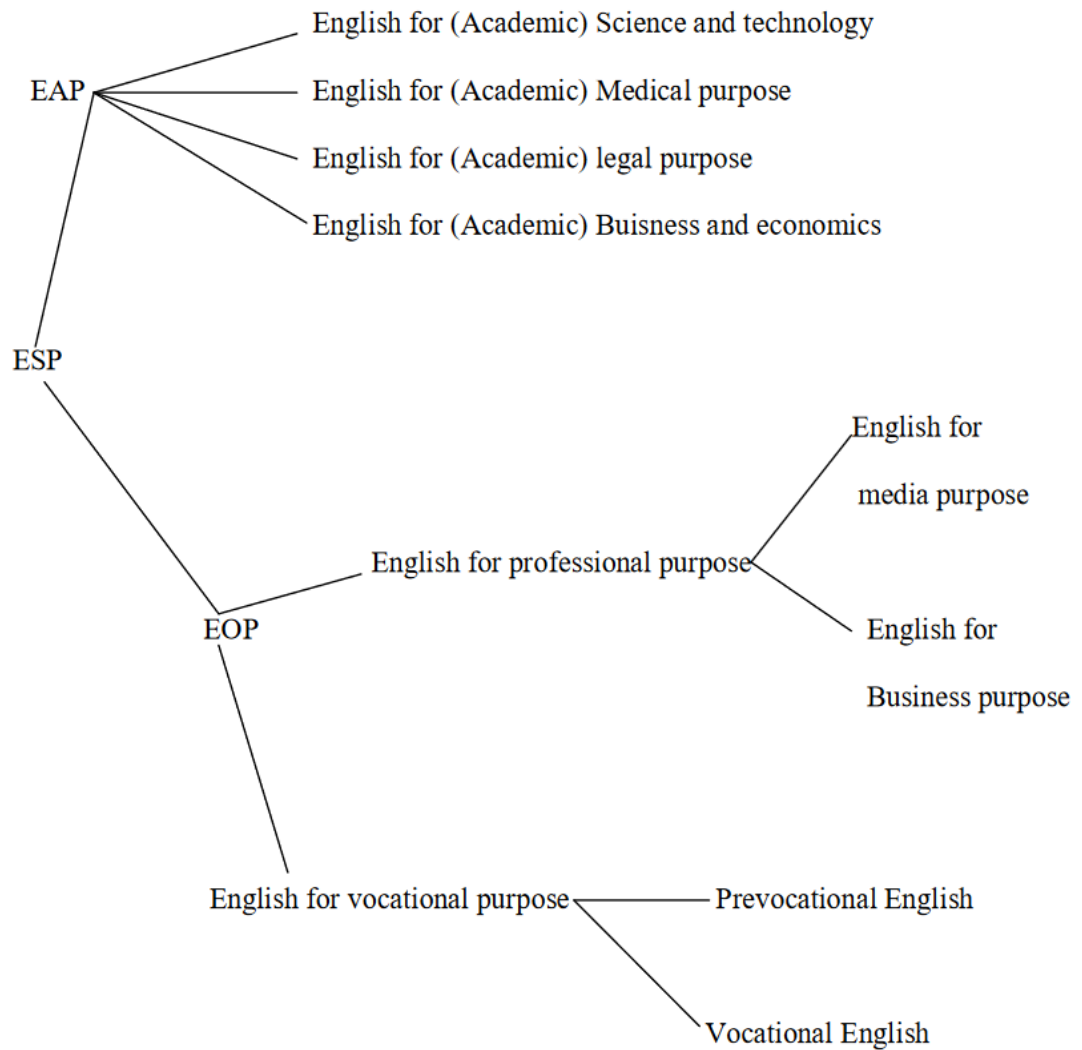 English for (Academic) Science and technology
EAP
English for (Academic) Medical purpose
English for (Academic) legal purpose
English for (Academic) Buisness and economics
ESP
English for
media purpose
English for professional purpose
EOP
English for
Business purpose
English for vocational purpose
Prevocational English
Vocational English